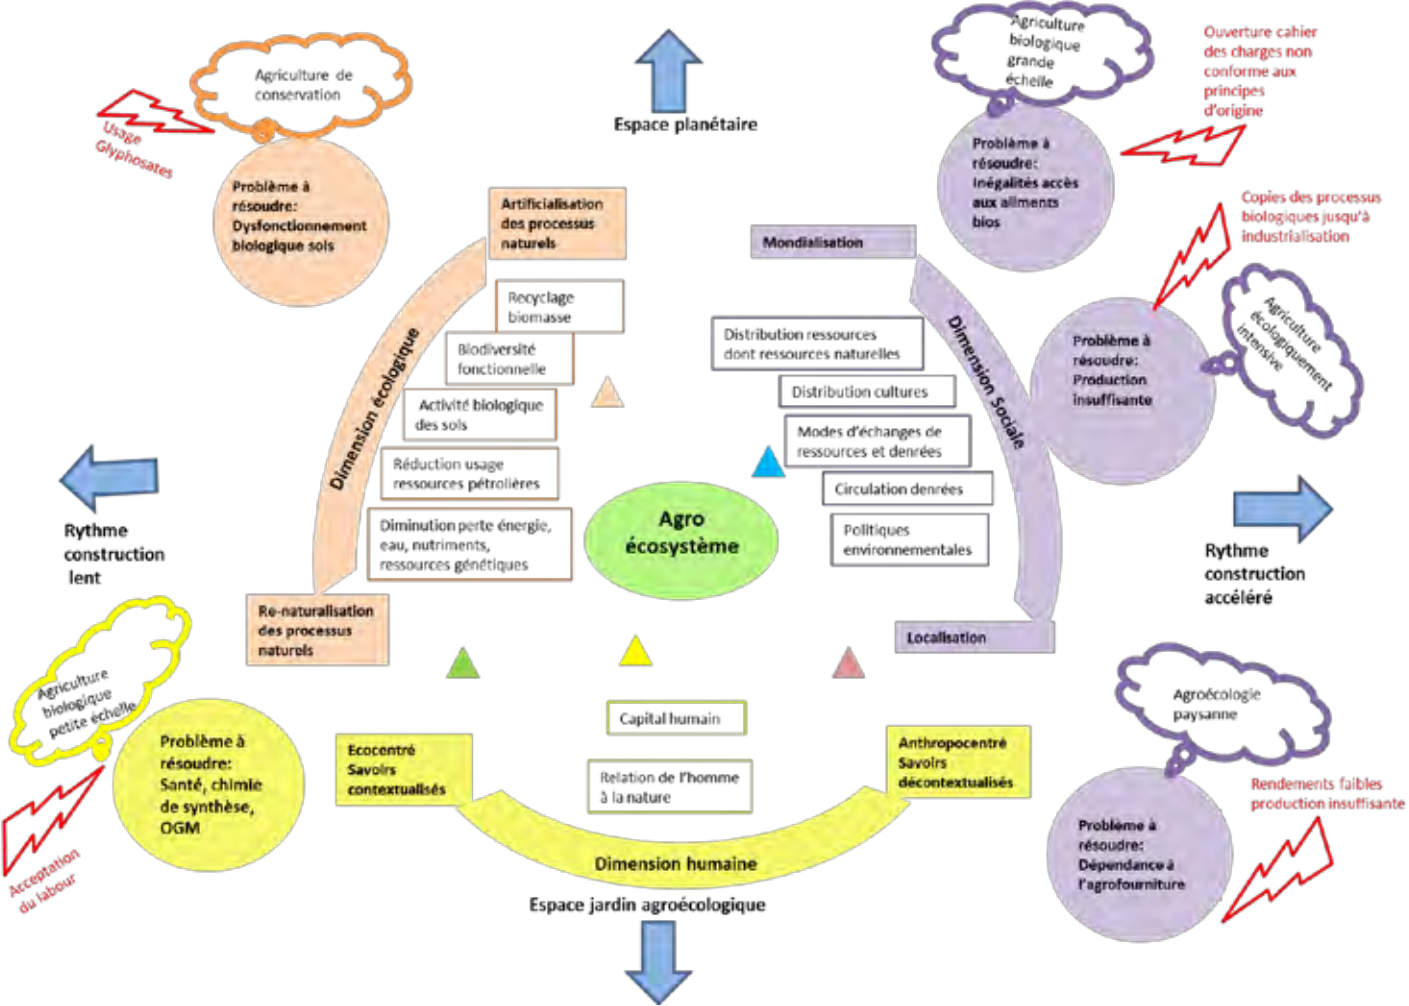 Agriculture de
conservation
Usage
Glyphosates
Problème à
résoudre:
Dysfonctionnement
biologique sols
Espace planétaire
Agriculture
biologique
grande
échelle
Ouverture cahier
des charges non
conforme aux
principes
d'origine
Problème à
résoudre:
Inégalités accès
aux aliments
bios
Copies des processus
biologiques jusqu'à
industrialisation
Agriculture
écologiquement
intensive
Problème à
résoudre:
Production
insuffisante
Artificialisation
des processus
naturels
Dimension écologique
Recyclage
biomasse
Biodiversité
fonctionnelle
Activité biologique
des sols
Réduction usage
ressources pétrolières
Diminution perte énergie,
eau, nutriments,
ressources génétiques
Re-naturalisation
des processus
naturels
Mondialisation
Dimension Sociale
Distribution ressources
dont ressources naturelles
Distribution cultures
Modes d'échanges de
ressources et denrées
Circulation denrées
Politiques
environnementales
Localisation
Agro
écosystème
Rythme
construction
lent
Rythme
construction
accéléré
Agriculture
biologique
petite échelle
Problème à
résoudre:
Santé, chimie
de synthèse,
OGM
Acceptation
du labour
Ecocentré
Savoirs
contextualisés
Capital humain
Relation de l'homme
à la nature
Anthropocentré
Savoirs
décontextualisés
Dimension humaine
Espace jardin agroécologique
Agroécologie
paysanne
Rendements faibles
production insuffisante
Problème à
résoudre:
Dépendance à
l'agrofourniture